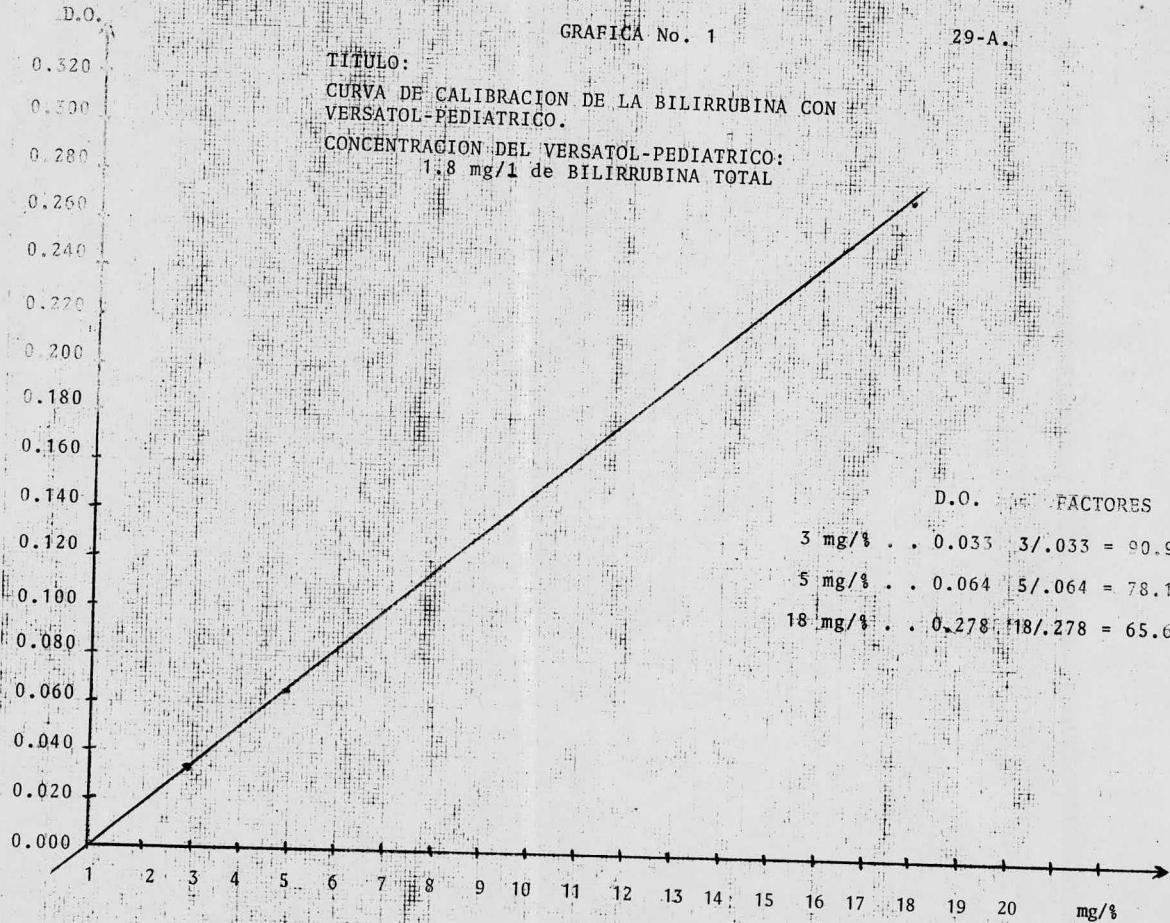 D.O.
GRAFICA No. 1
29-A.
TITULO:
CURVA DE CALIBRACION DE LA BILIRRUBINA CON
VERSATOL-PEDIATRICO.
CONCENTRACION DEL VERSATOL-PEDIATRICO:
1.8 mg/1 de BILIRRUBINA TOTAL
0.320
0.300
0.280
0.260
0.240
0.220
0.200
0.180
0.160
0.140
0.120
0.100
0.080
0.060
0.040
0.020
0.000
D.O. FACTORES
3 mg/% . . 0.033 3/.033 = 90.9
5 mg/% . . 0.064 5/.064 = 78.1
18 mg/% . . 0.278 18/.278 = 65.6
1 2 3 4 5 6 7 8 9 10 11 12 13 14 15 16 17 18 19 20 mg/%